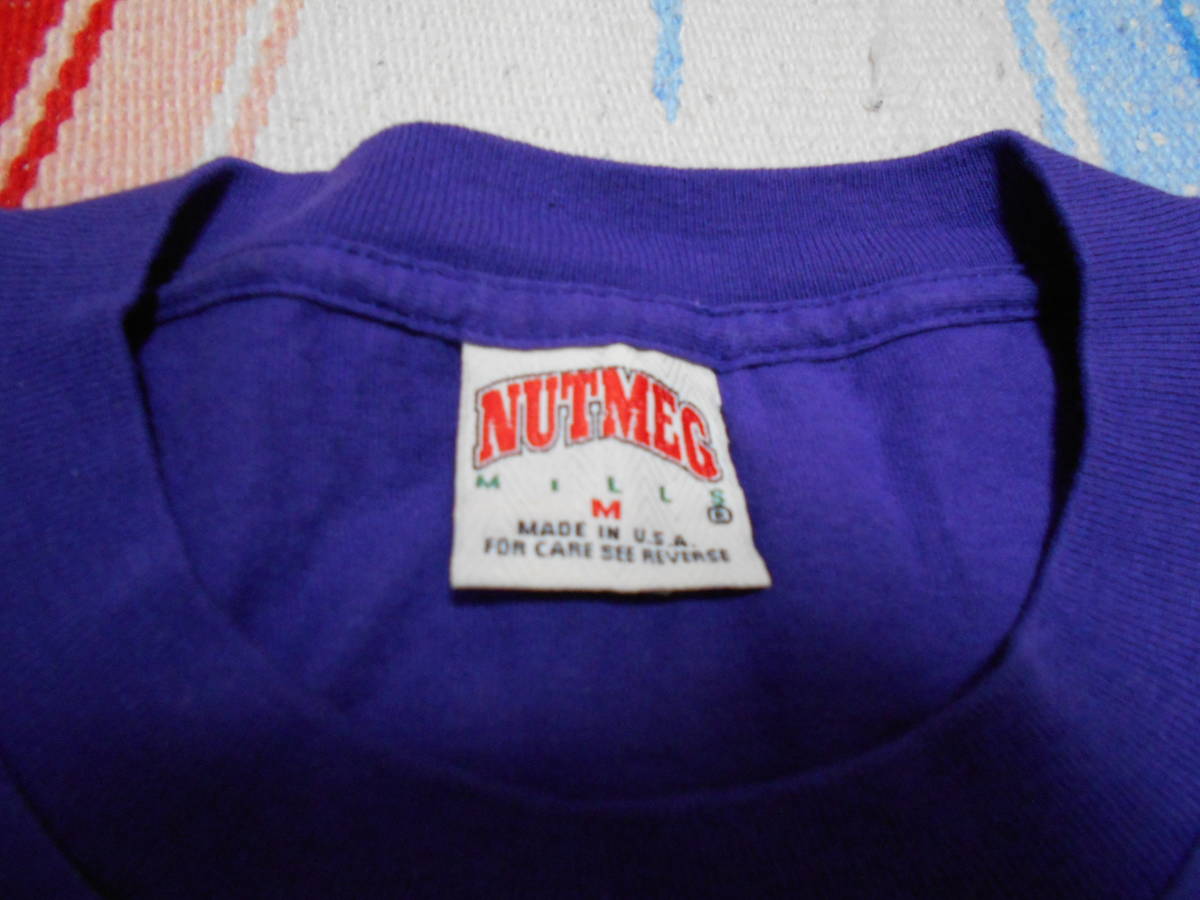 NUTMEG
MILLS
M ®
MADE IN U.S.A.
FOR CARE SEE REVERSE